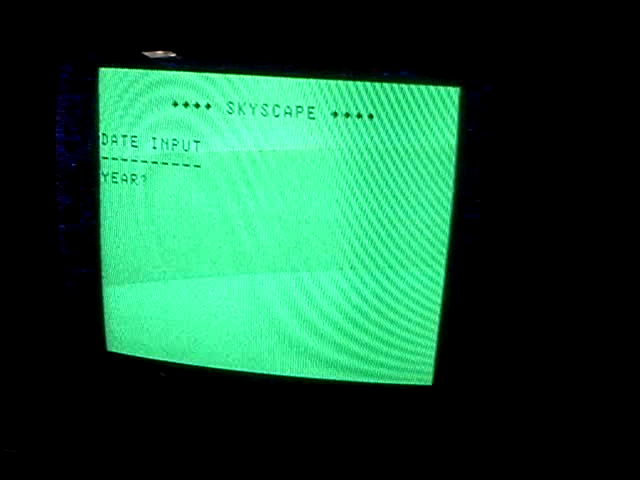 ♦♦♦♦ SKYSCAPE ♦♦♦♦
DATE INPUT
----------
YEAR?